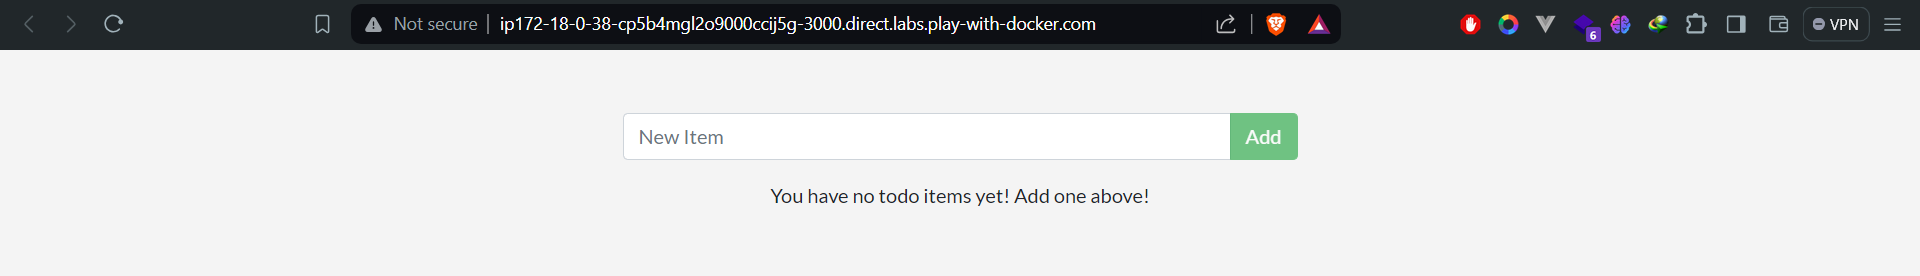 Not secure ip172-18-0-38-cp5b4mgl2o9000ccij5g-3000.direct.labs.play-with-docker.com 6 VPN
New Item Add
You have no todo items yet! Add one above!